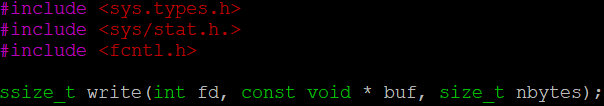 #include <sys.types.h>
#include <sys/stat.h.>
#include <fcntl.h>
ssize_t write(int fd, const void * buf, size_t nbytes);